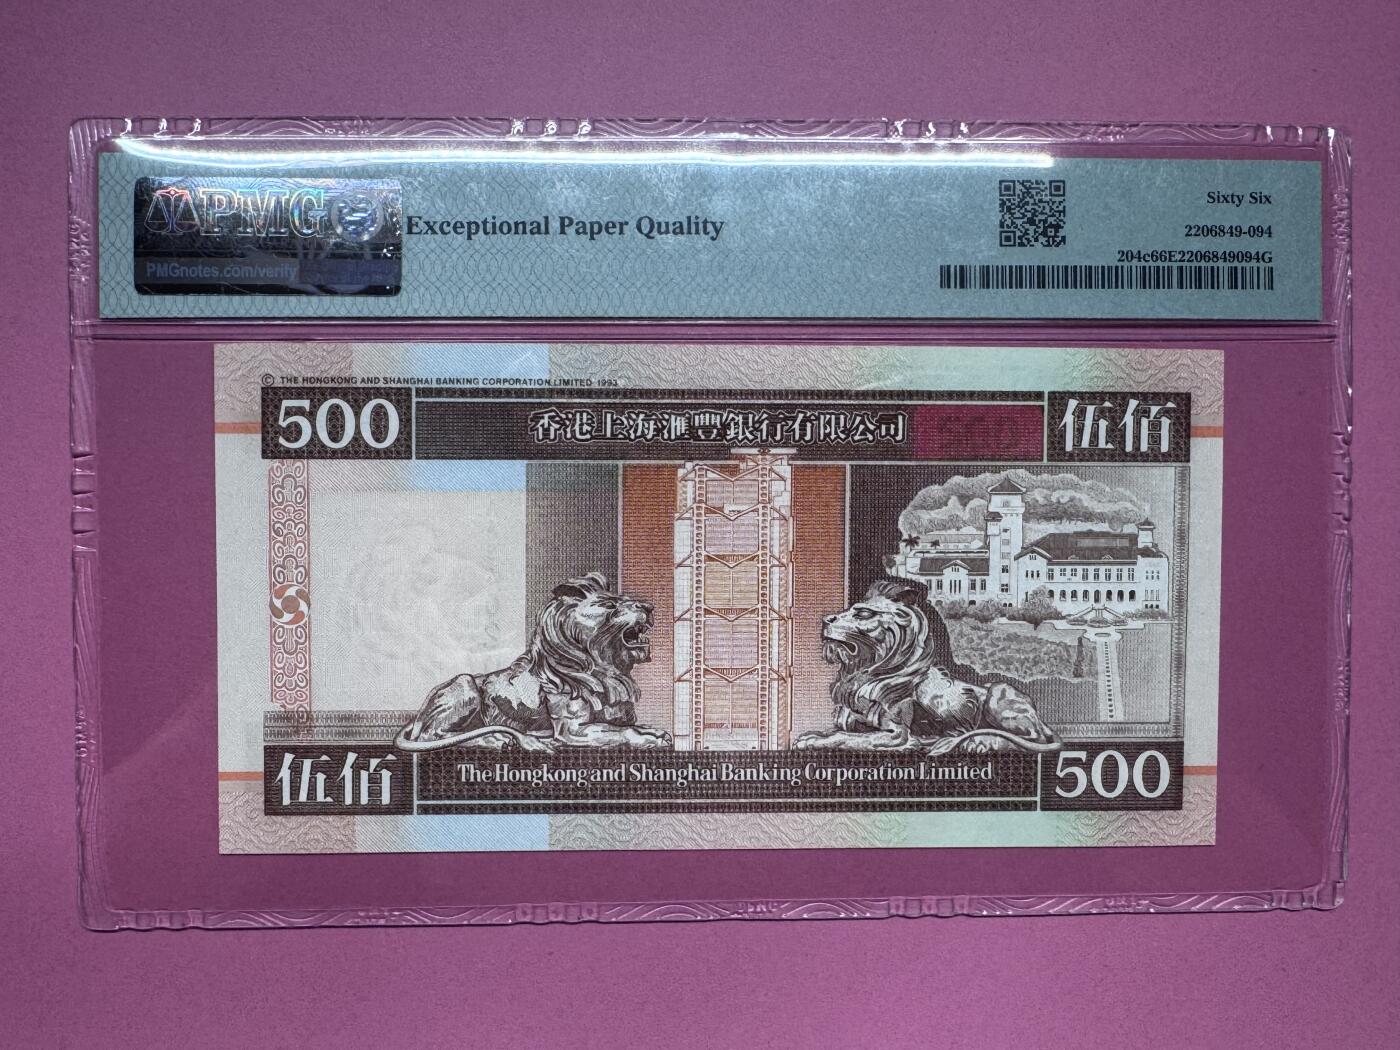 PMG
PMGnotes.com/verify
Exceptional Paper Quality
Sixty Six
2206849-094
204c66E2206849094G
© THE HONGKONG AND SHANGHAI BANKING CORPORATION LIMITED 1993
500
香港上海滙豐銀行有限公司
500
伍佰
伍佰
The Hongkong and Shanghai Banking Corporation Limited
500